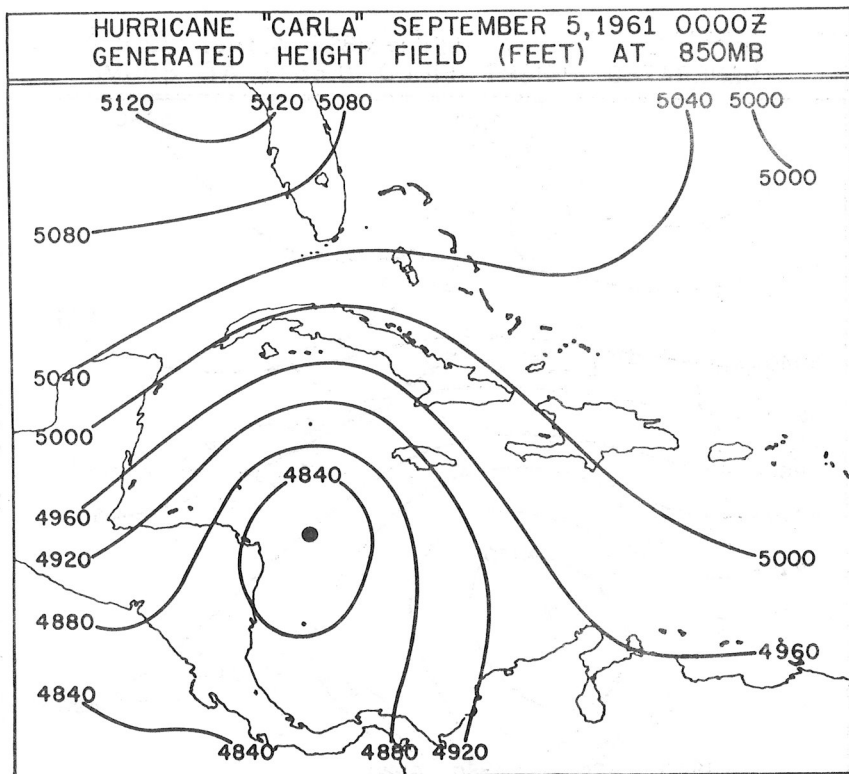 HURRICANE "CARLA" SEPTEMBER 5,1961 0000Z
GENERATED HEIGHT FIELD (FEET) AT 850MB
5120 5120 5080 5040 5000
5000
5080
5040
5000
4840
4960
4920 5000
4880
4960
4840
4840 4880 4920